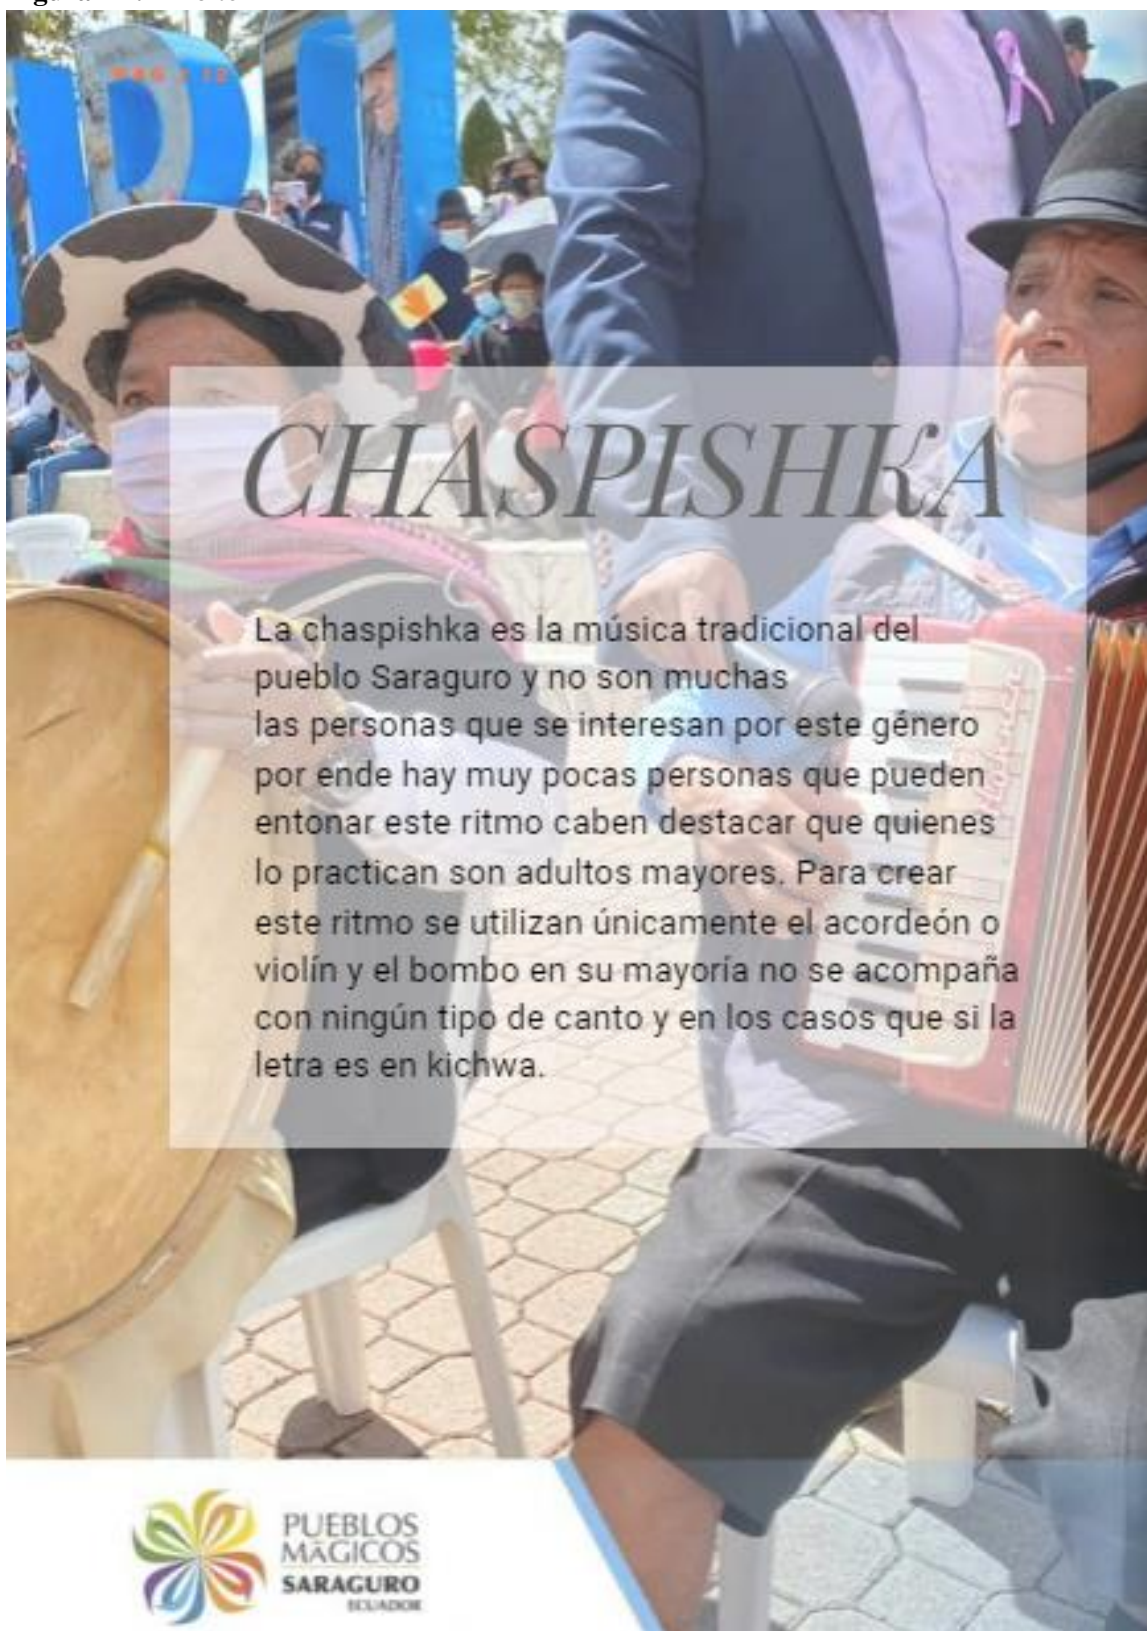 PAG : 12
CHASPISHKA
La chaspishka es la música tradicional del
pueblo Saraguro y no son muchas
las personas que se interesan por este género
por ende hay muy pocas personas que pueden
entonar este ritmo caben destacar que quienes
lo practican son adultos mayores. Para crear
este ritmo se utilizan únicamente el acordeón o
violín y el bombo en su mayoría no se acompaña
con ningún tipo de canto y en los casos que si la
letra es en kichwa.
PUEBLOS
MÁGICOS
SARAGURO
ECUADOR